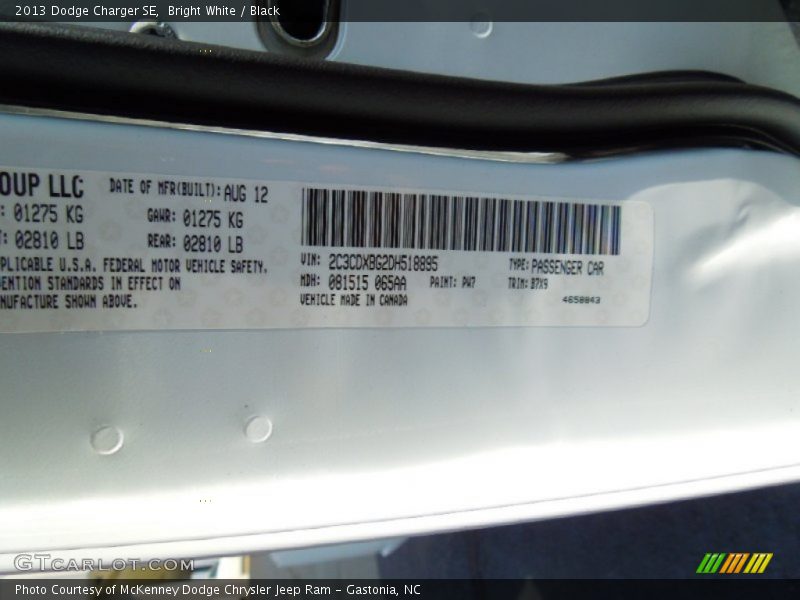 2013 Dodge Charger SE,  Bright White / Black
OUP LLC
DATE OF MFR(BUILT): AUG 12
: 01275 KG
GAWR: 01275 KG
: 02810 LB
REAR: 02810 LB
PLICABLE U.S.A. FEDERAL MOTOR VEHICLE SAFETY,
ENTION STANDARDS IN EFFECT ON
NUFACTURE SHOWN ABOVE.
VIN: 2C3CDXBG2DH518895
TYPE: PASSENGER CAR
MDH: 081515 065AA
PAINT: PW7
TRIM: B7X9
VEHICLE MADE IN CANADA
4658843
GTCarLot.com
Photo Courtesy of McKenney Dodge Chrysler Jeep Ram - Gastonia, NC